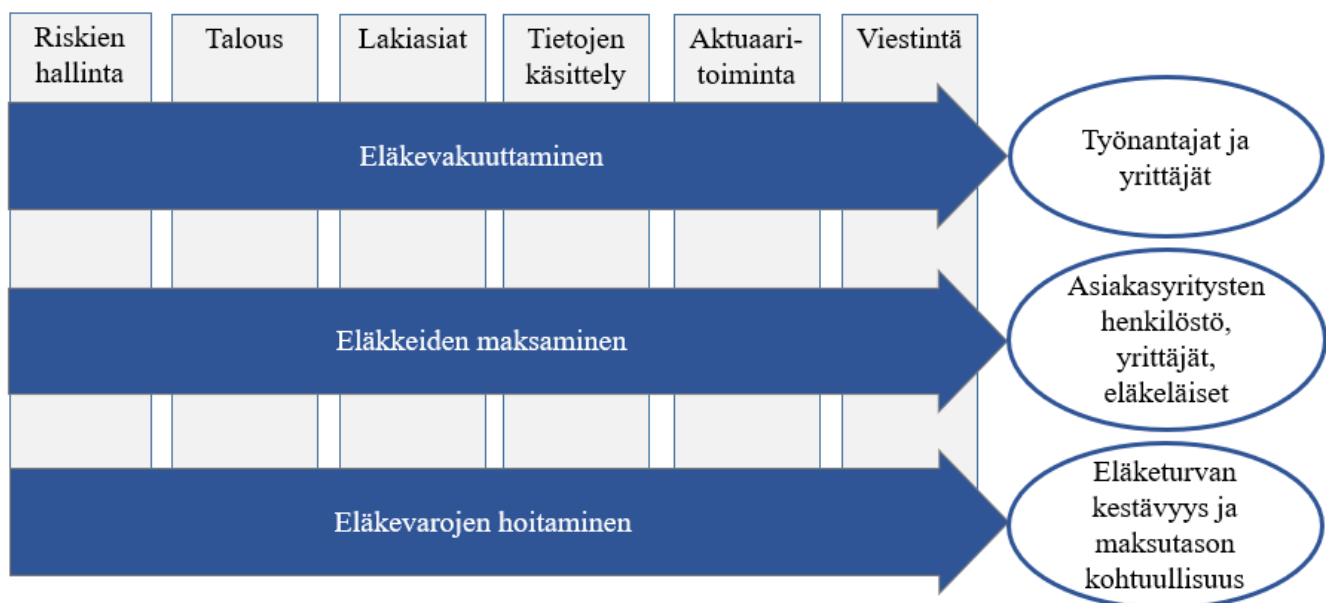 Riskien
hallinta
Talous
Lakiasiat
Tietojen
käsittely
Aktuaari-
toiminta
Viestintä
Eläkevakuuttaminen
Työnantajat ja
yrittäjät
Eläkkeiden maksaminen
Asiakasyritysten
henkilöstö,
yrittäjät,
eläkeläiset
Eläkevarojen hoitaminen
Eläketurvan
kestävyys ja
maksutason
kohtuullisuus